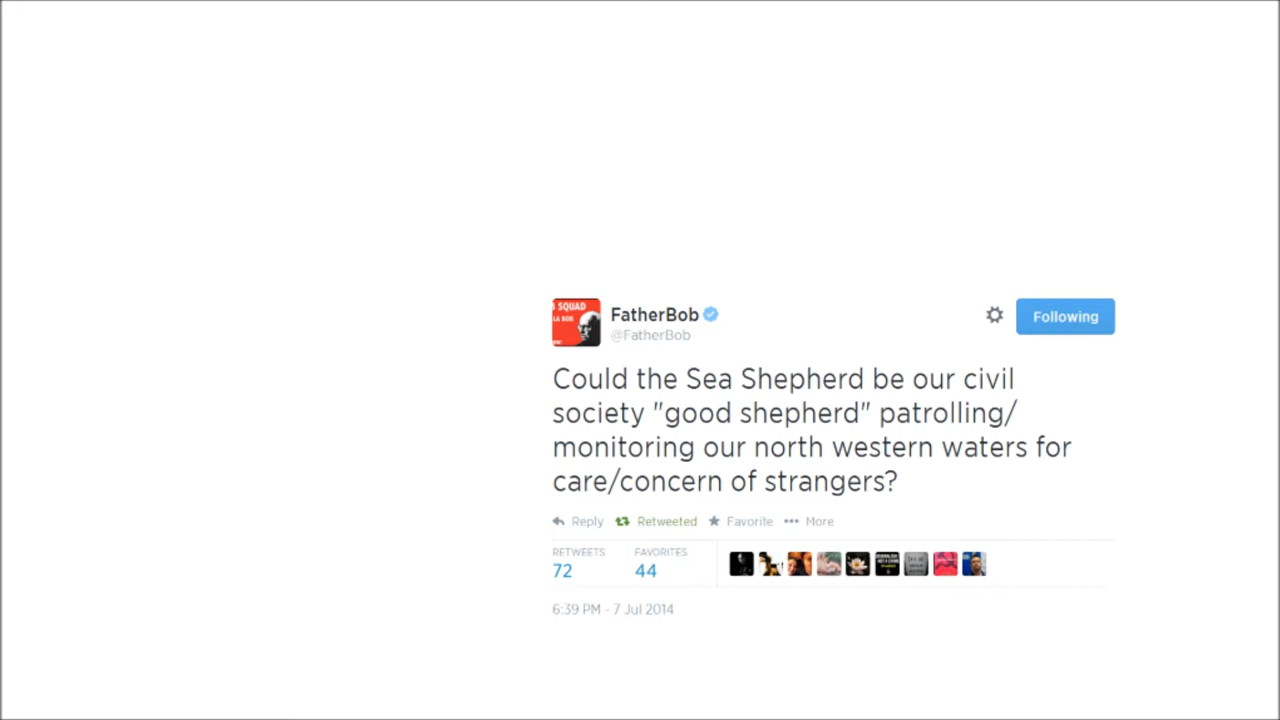 FatherBob
@FatherBob
Following
Could the Sea Shepherd be our civil
society "good shepherd" patrolling/
monitoring our north western waters for
care/concern of strangers?
Reply Retweeted Favorite More
RETWEETS FAVORITES
72 44
6:39 PM - 7 Jul 2014
SQUAD
BOB